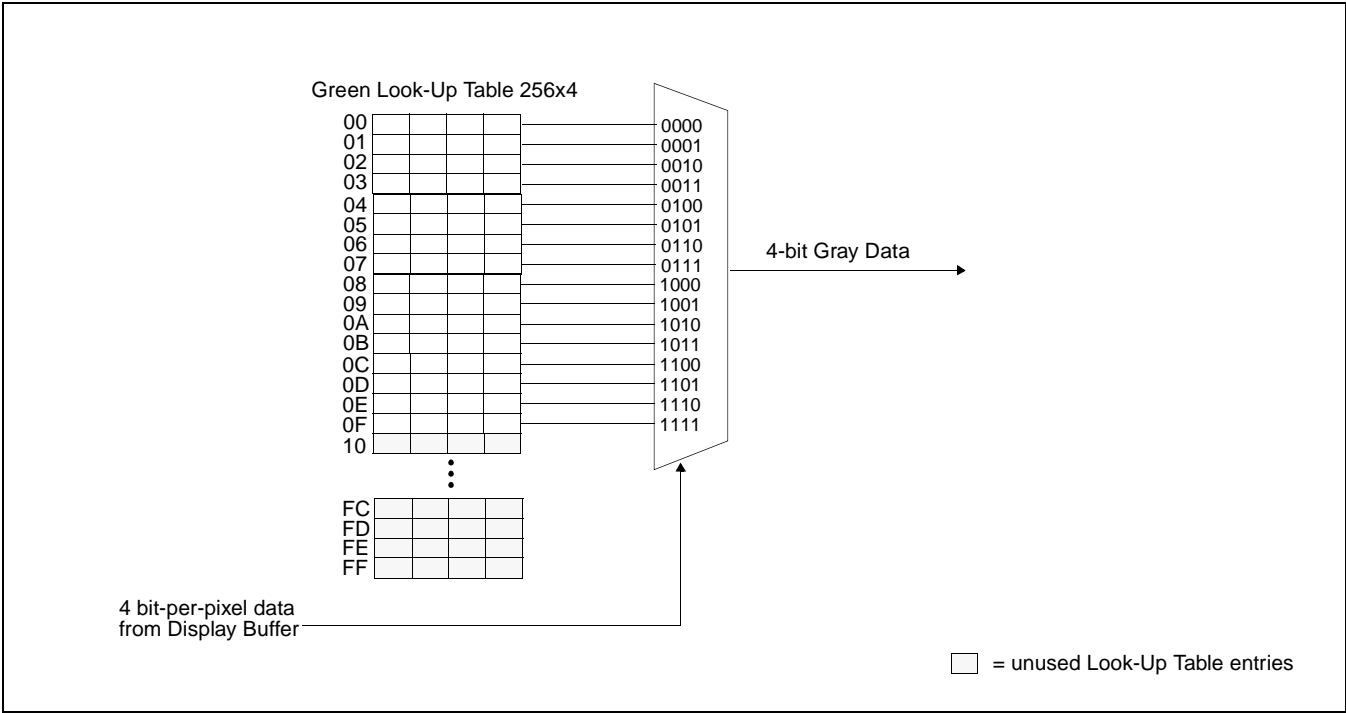 Green Look-Up Table 256x4
00
01
02
03
04
05
06
07
08
09
0A
0B
0C
0D
0E
0F
10
FC
FD
FE
FF
0000
0001
0010
0011
0100
0101
0110
0111
1000
1001
1010
1011
1100
1101
1110
1111
4-bit Gray Data
4 bit-per-pixel data
from Display Buffer
= unused Look-Up Table entries